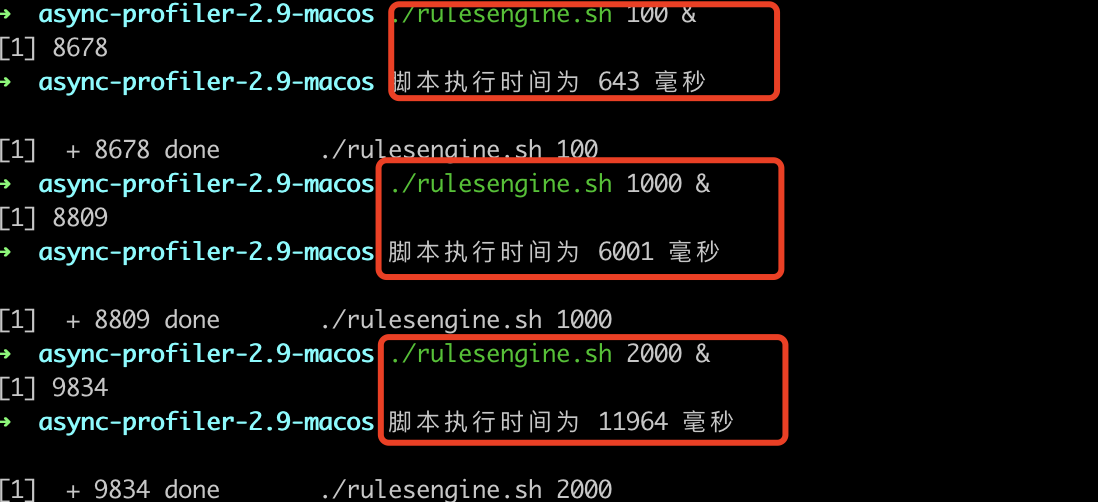 → async-profiler-2.9-macos ./rulesengine.sh 100 &
[1] 8678
→ async-profiler-2.9-macos 脚本执行时间为 643 毫秒
[1] + 8678 done ./rulesengine.sh 100
→ async-profiler-2.9-macos ./rulesengine.sh 1000 &
[1] 8809
→ async-profiler-2.9-macos 脚本执行时间为 6001 毫秒
[1] + 8809 done ./rulesengine.sh 1000
→ async-profiler-2.9-macos ./rulesengine.sh 2000 &
[1] 9834
→ async-profiler-2.9-macos 脚本执行时间为 11964 毫秒
[1] + 9834 done ./rulesengine.sh 2000